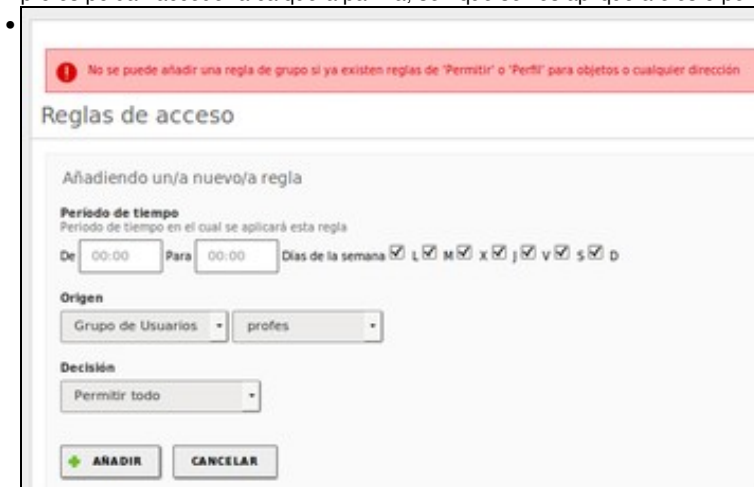 No se puede añadir una regla de grupo si ya existen reglas de 'Permitir' o 'Perfil' para objetos o cualquier dirección
Reglas de acceso
Añadiendo un/a nuevo/a regla
Período de tiempo
Período de tiempo en el cual se aplicará esta regla
De 00:00 Para 00:00 Días de la semana L M X J V S D
Origen
Grupo de Usuarios profes
Decisión
Permitir todo
AÑADIR CANCELAR